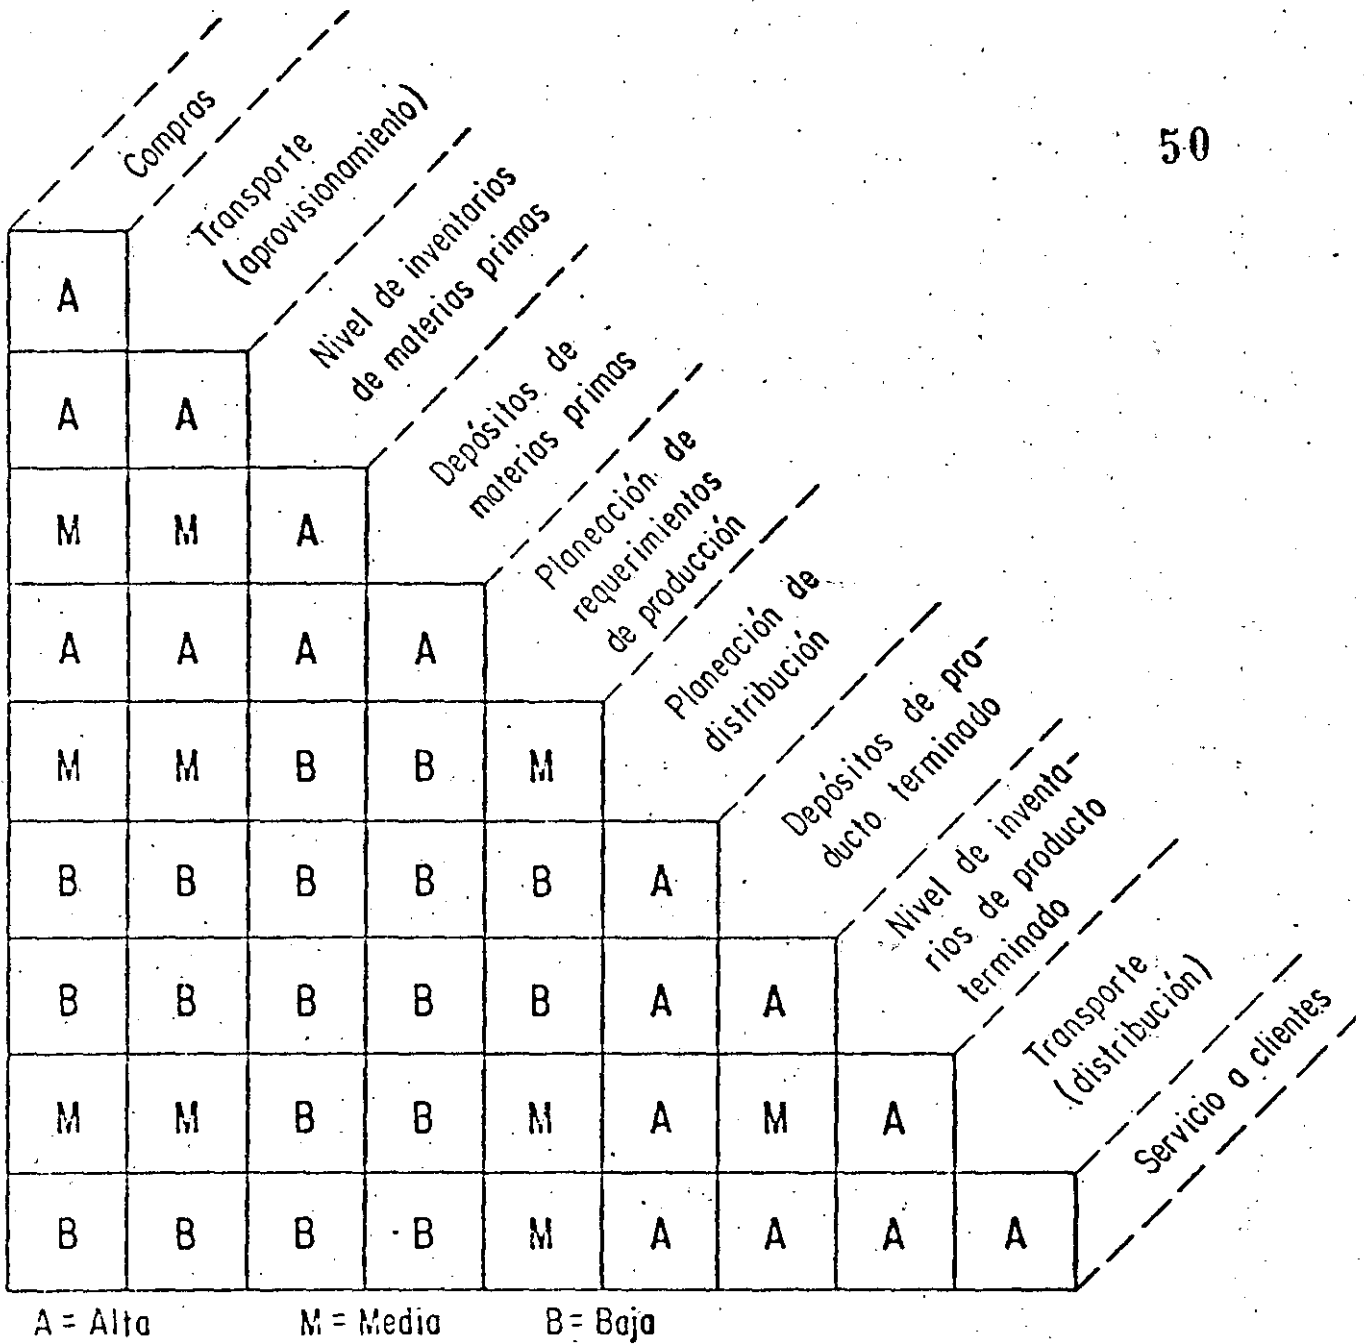 50
Compras
Transporte
(aprovisionamiento)
Nivel de inventarios
de materias primas
Depósitos de
materias primas
Planeación de
requerimientos
de producción
Planeación de
distribución
Depósitos de pro-
ducto terminado
Nivel de inventa-
rios de producto
terminado
Transporte
(distribución)
Servicio a clientes
A
A A
M M A
A A A A
M M B B M
B B B B B A
B B B B B A A
M M B B M A M A
B B B B M A A A A
A = Alta M = Media B = Baja